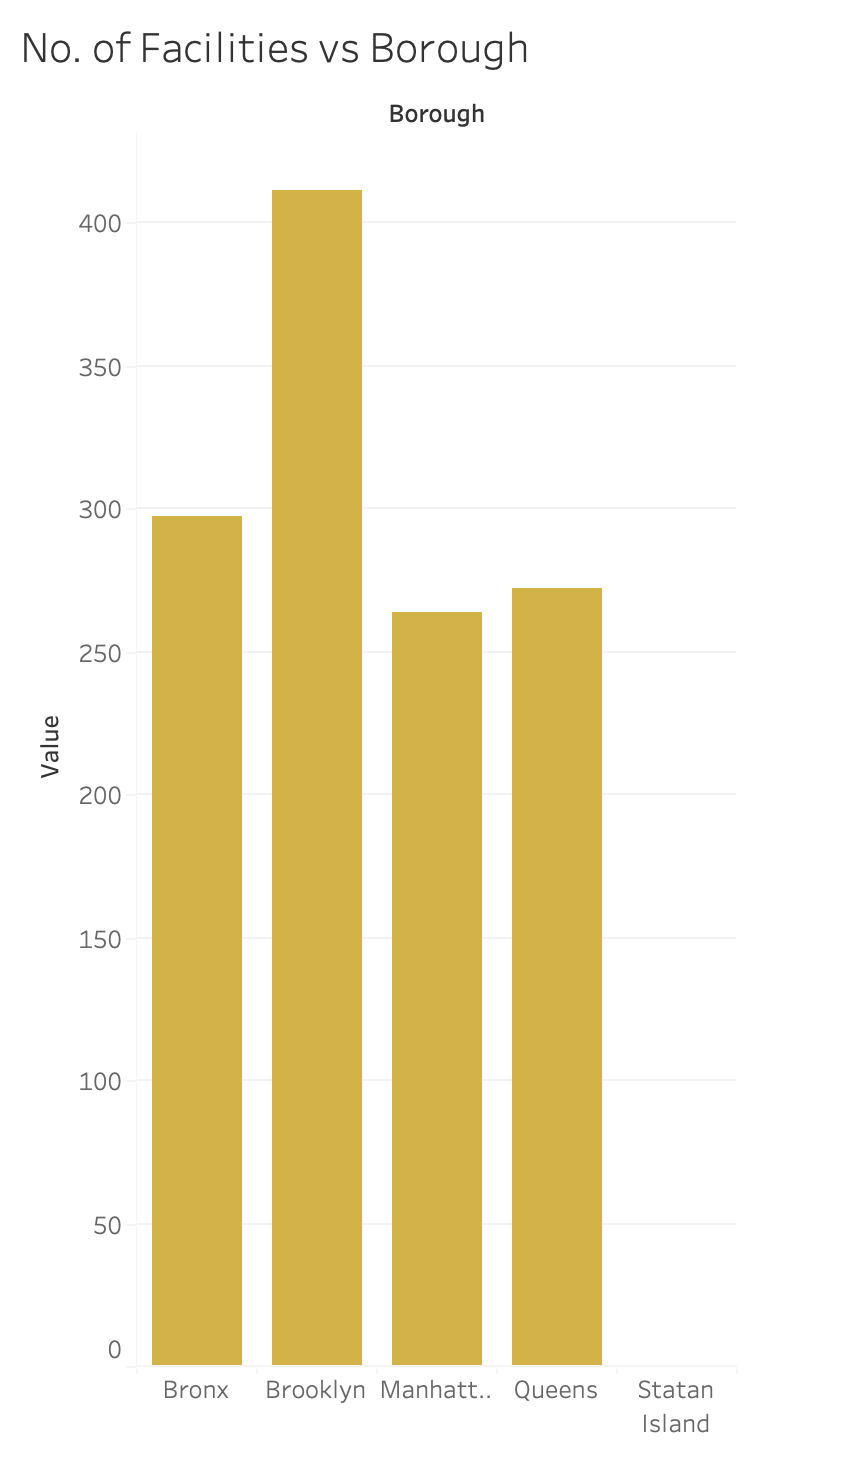 No. of Facilities vs Borough
Borough
400
350
300
250
200
150
100
50
0
Value
Bronx
Brooklyn
Manhatt..
Queens
Statan
Island